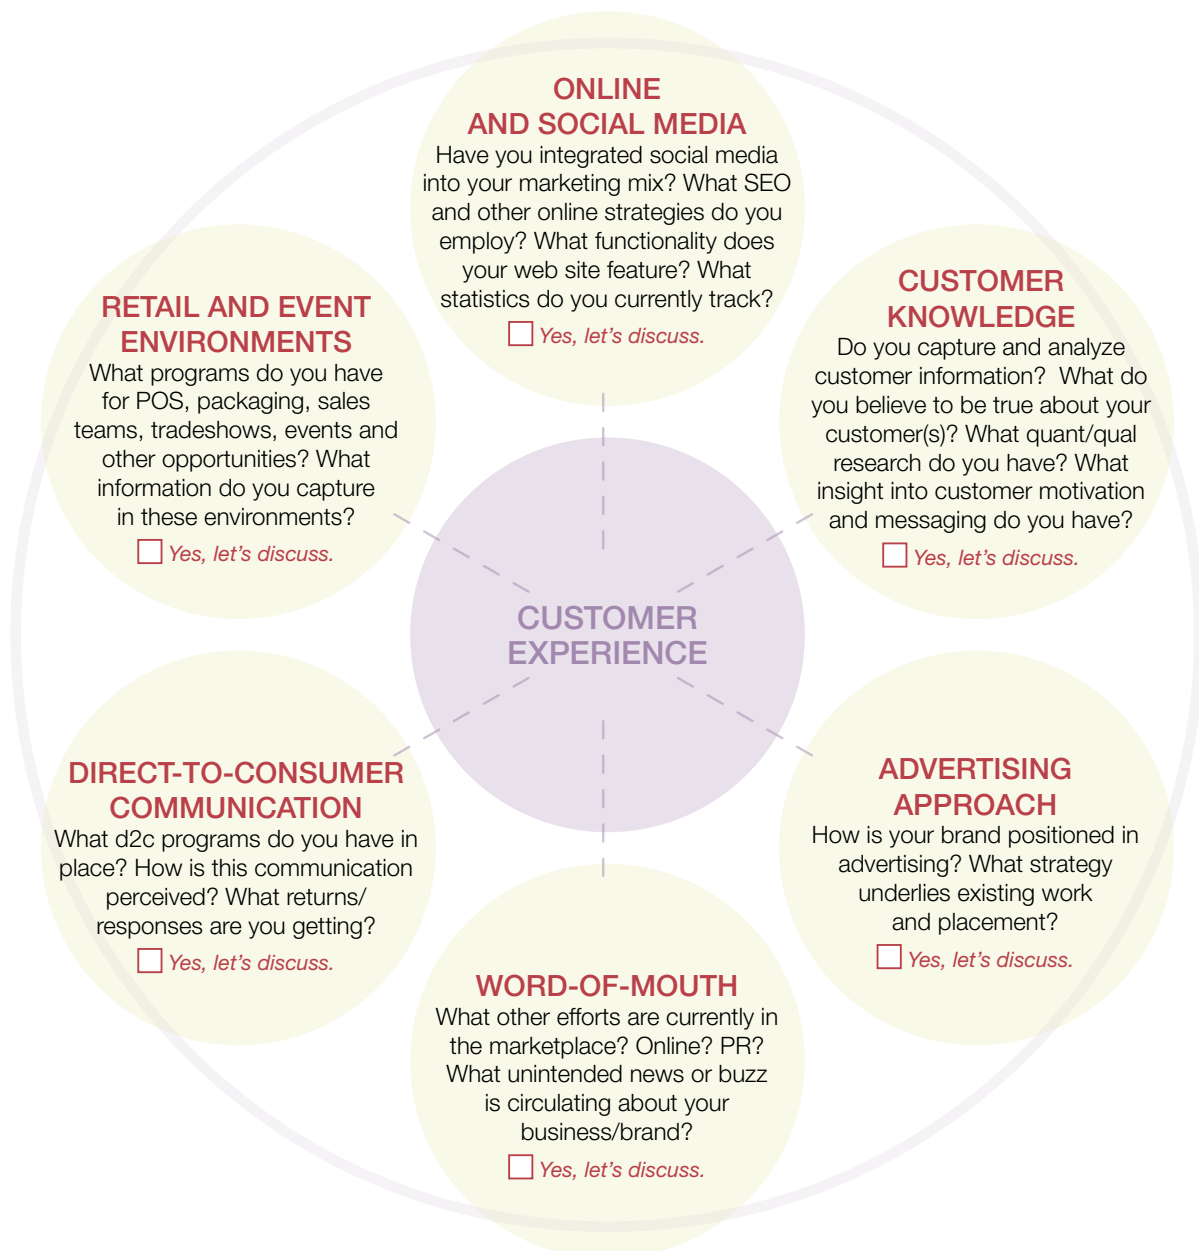 ONLINE
AND SOCIAL MEDIA
Have you integrated social media
into your marketing mix? What SEO
and other online strategies do you
employ? What functionality does
your web site feature? What
statistics do you currently track?
Yes, let’s discuss.
CUSTOMER
KNOWLEDGE
Do you capture and analyze
customer information?  What do
you believe to be true about your
customer(s)? What quant/qual
research do you have? What
insight into customer motivation
and messaging do you have?
Yes, let’s discuss.
ADVERTISING
APPROACH
How is your brand positioned in
advertising? What strategy
underlies existing work
and placement?
Yes, let’s discuss.
WORD-OF-MOUTH
What other efforts are currently in
the marketplace? Online? PR?
What unintended news or buzz
is circulating about your
business/brand?
Yes, let’s discuss.
DIRECT-TO-CONSUMER
COMMUNICATION
What d2c programs do you have in
place? How is this communication
perceived? What returns/
responses are you getting?
Yes, let’s discuss.
RETAIL AND EVENT
ENVIRONMENTS
What programs do you have
for POS, packaging, sales
teams, tradeshows, events and
other opportunities? What
information do you capture
in these environments?
Yes, let’s discuss.
CUSTOMER
EXPERIENCE